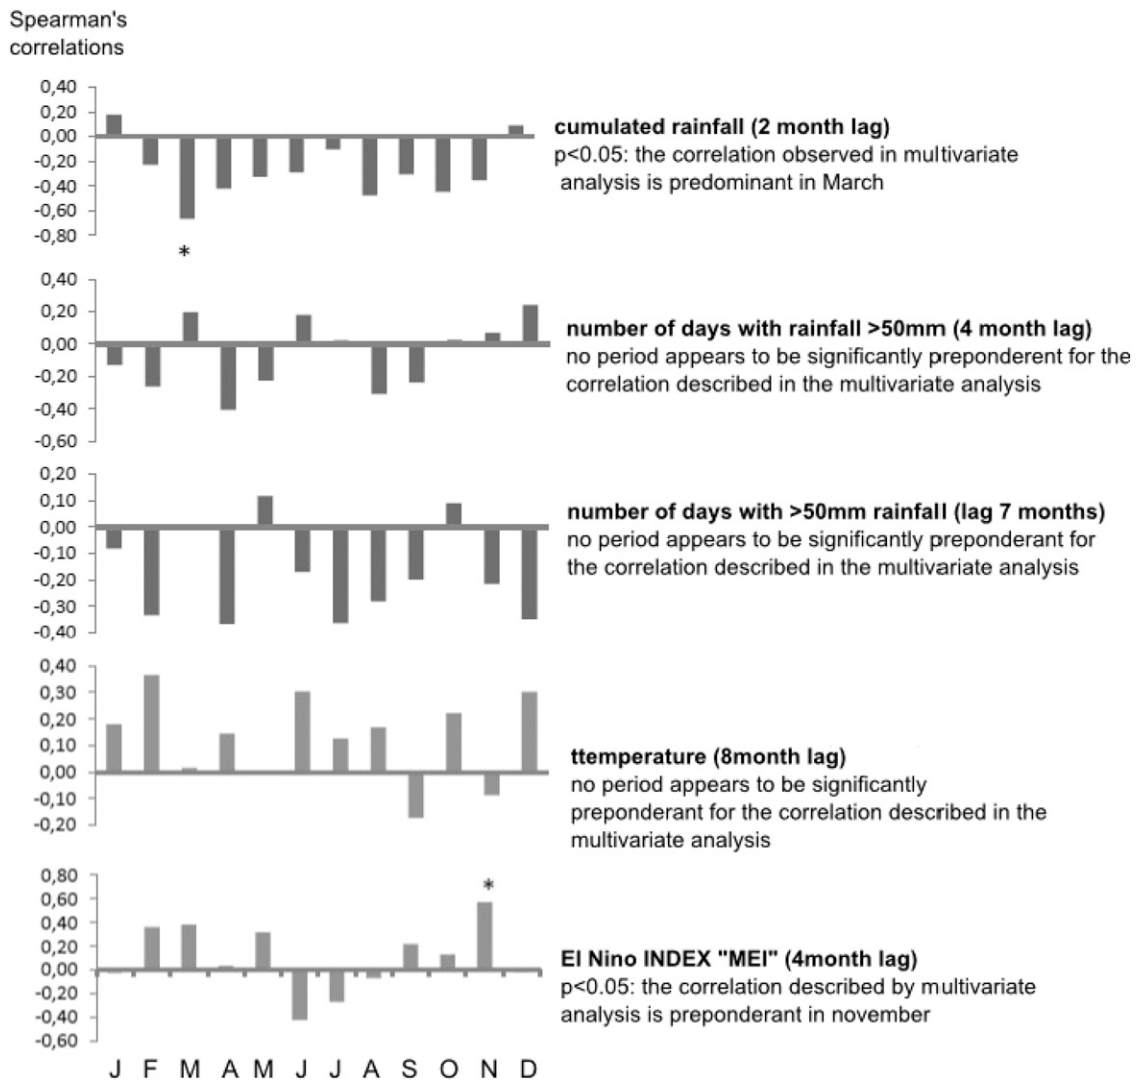 Spearman's
correlations
0,40
0,20
0,00
-0,20
-0,40
-0,60
-0,80
*
cumulated rainfall (2 month lag)
p<0.05: the correlation observed in multivariate
analysis is predominant in March
0,40
0,20
0,00
-0,20
-0,40
-0,60
number of days with rainfall >50mm (4 month lag)
no period appears to be significantly preponderent for the
correlation described in the multivariate analysis
0,20
0,10
0,00
-0,10
-0,20
-0,30
-0,40
number of days with >50mm rainfall (lag 7 months)
no period appears to be significantly preponderant for
the correlation described in the multivariate analysis
0,40
0,30
0,20
0,10
0,00
-0,10
-0,20
ttemperature (8month lag)
no period appears to be significantly
preponderant for the correlation described in the
multivariate analysis
0,80
0,60
0,40
0,20
0,00
-0,20
-0,40
-0,60
*
El Nino INDEX "MEI" (4month lag)
p<0.05: the correlation described by multivariate
analysis is preponderant in november
J F M A M J J A S O N D